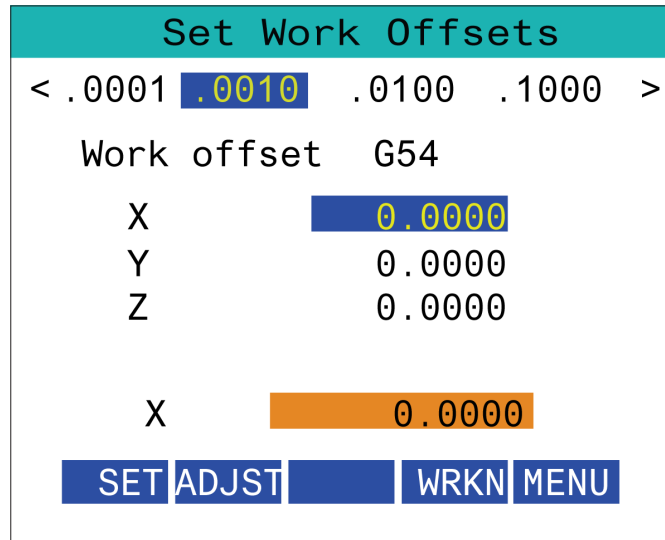 Set Work Offsets
< .0001 .0010 .0100 .1000 >
Work offset G54
X 0.0000
Y 0.0000
Z 0.0000
X 0.0000
SET ADJST WRKN MENU